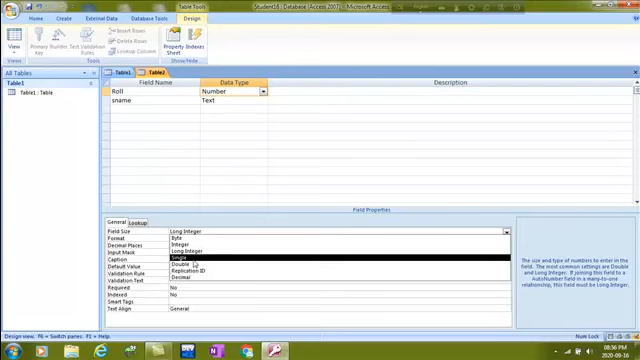 Table Tools
Student16 : Database (Access 2007) - Microsoft Access
Home
Create
External Data
Database Tools
Design
View
Primary Key
Builder
Test Validation Rules
Insert Rows
Delete Rows
Lookup Column
Property Sheet
Indexes
Views
Tools
Show/Hide
All Tables
Table1
Table1 : Table
Table1
Table2
Field Name
Data Type
Description
Roll
Number
sname
Text
Field Properties
General
Lookup
Field Size
Long Integer
Format
Byte
Decimal Places
Integer
Input Mask
Long Integer
Caption
Single
Default Value
Double
Validation Rule
Replication ID
Validation Text
Decimal
Required
No
Indexed
No
Smart Tags
Text Align
General
The size and type of numbers to enter in the field. The most common settings are Double and Long Integer. If joining this field to a AutoNumber field in a many-to-one relationship, this field must be Long Integer.
Design view. F6 = Switch panes. F1 = Help.
Num Lock
08:56 PM
2020-09-16